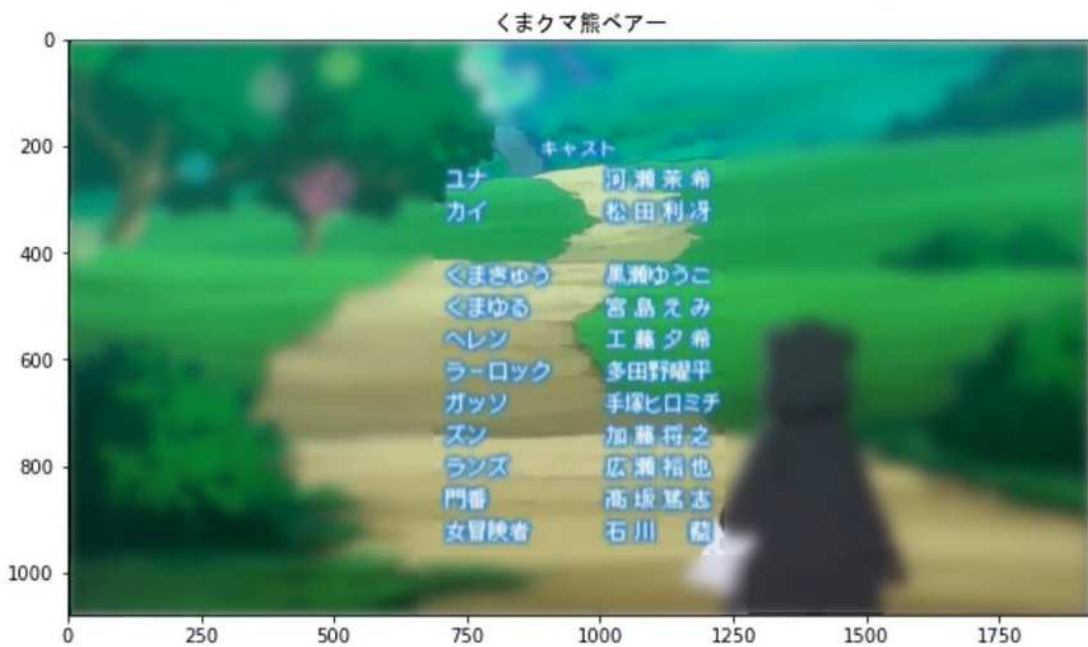 くまクマ熊ベアー
キャスト
ユナ 河瀬茉希
カイ 松田利冴
くまきゅう 黒瀬ゆうこ
くまゆる 宮島えみ
ヘレン 工藤夕希
ラーロック 多田野曜平
ガッソ 手塚ヒロミチ
ズン 加藤将之
ランズ 広瀬裕也
門番 高坂篤志
女冒険者 石川 藍
0
200
400
600
800
1000
0 250 500 750 1000 1250 1500 1750